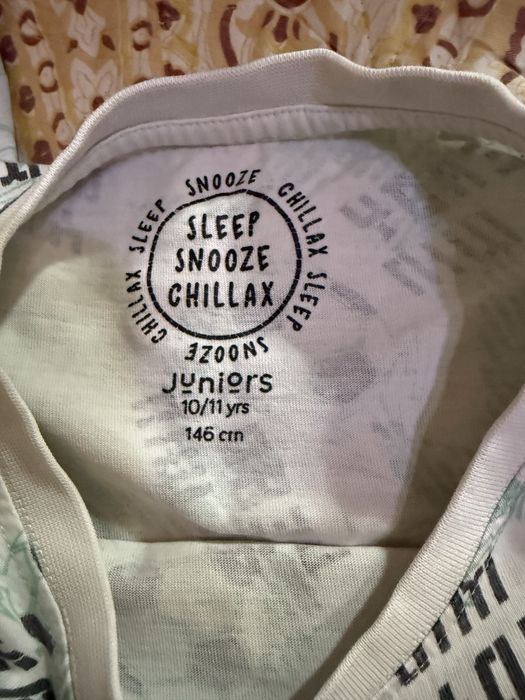 SLEEP SNOOZE CHILLAX SLEEP SNOOZE CHILLAX
SLEEP
SNOOZE
CHILLAX
Juniors
10/11 yrs
146 cm